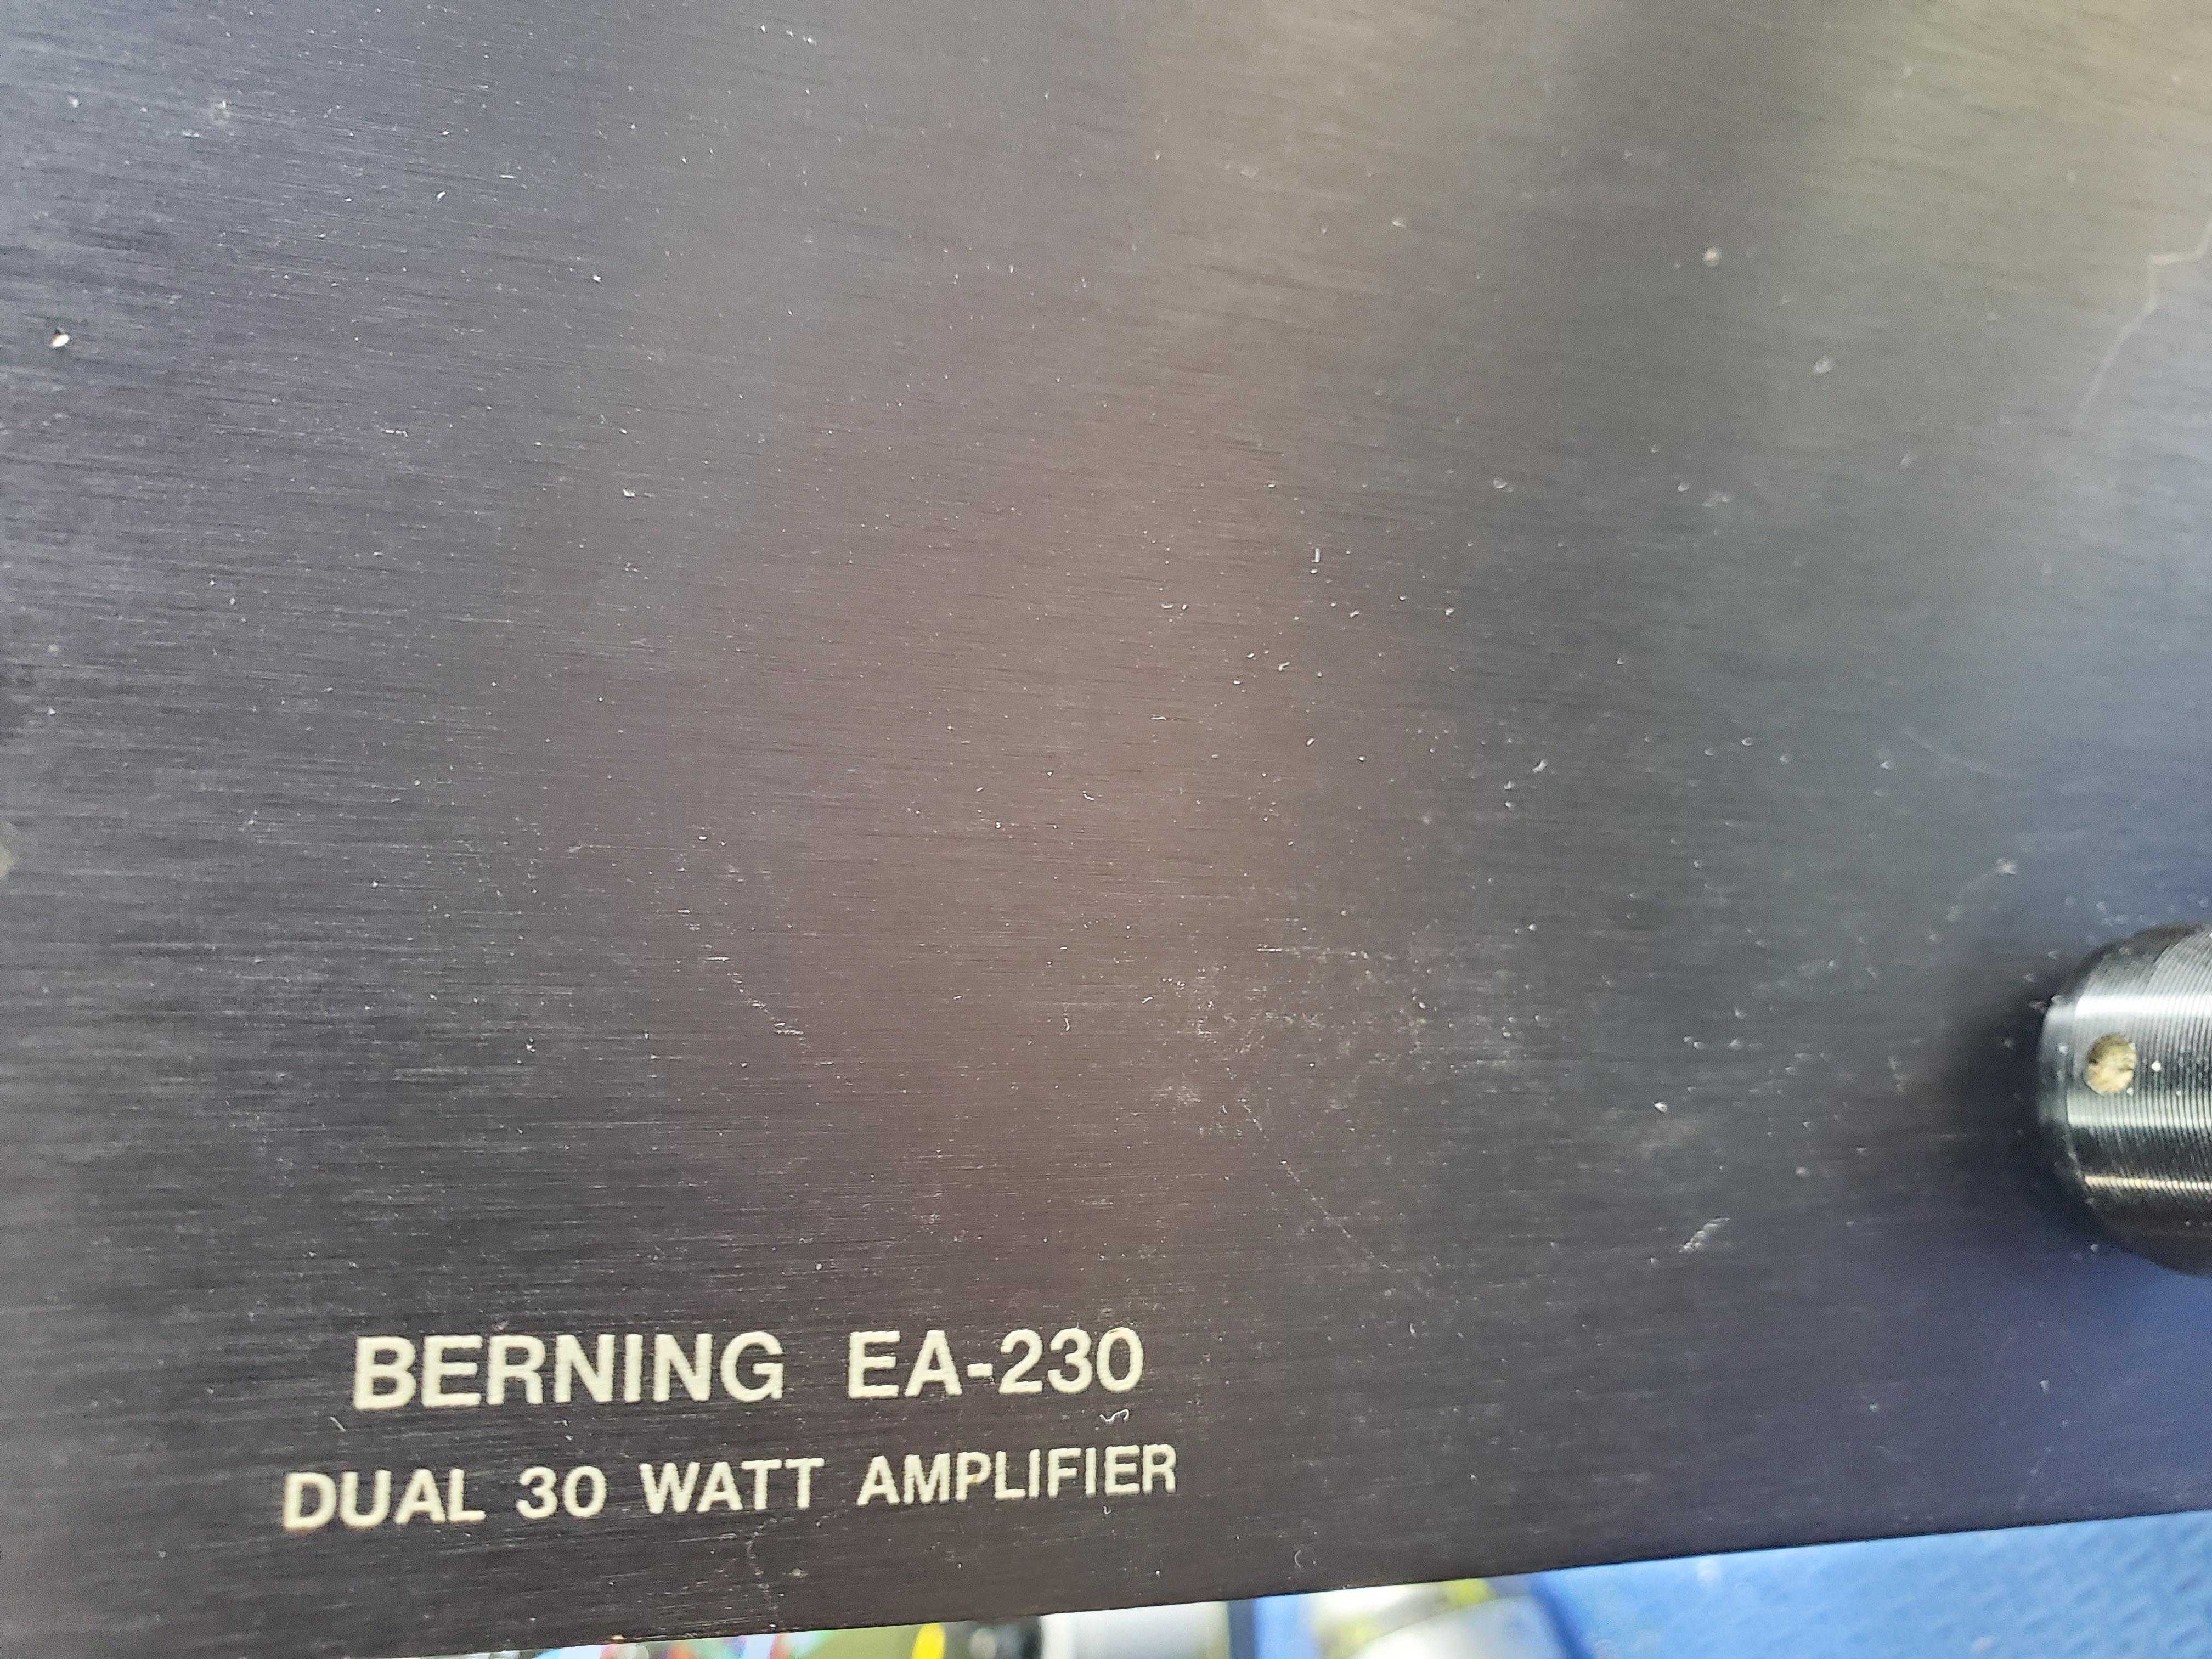 BERNING EA-230
DUAL 30 WATT AMPLIFIER